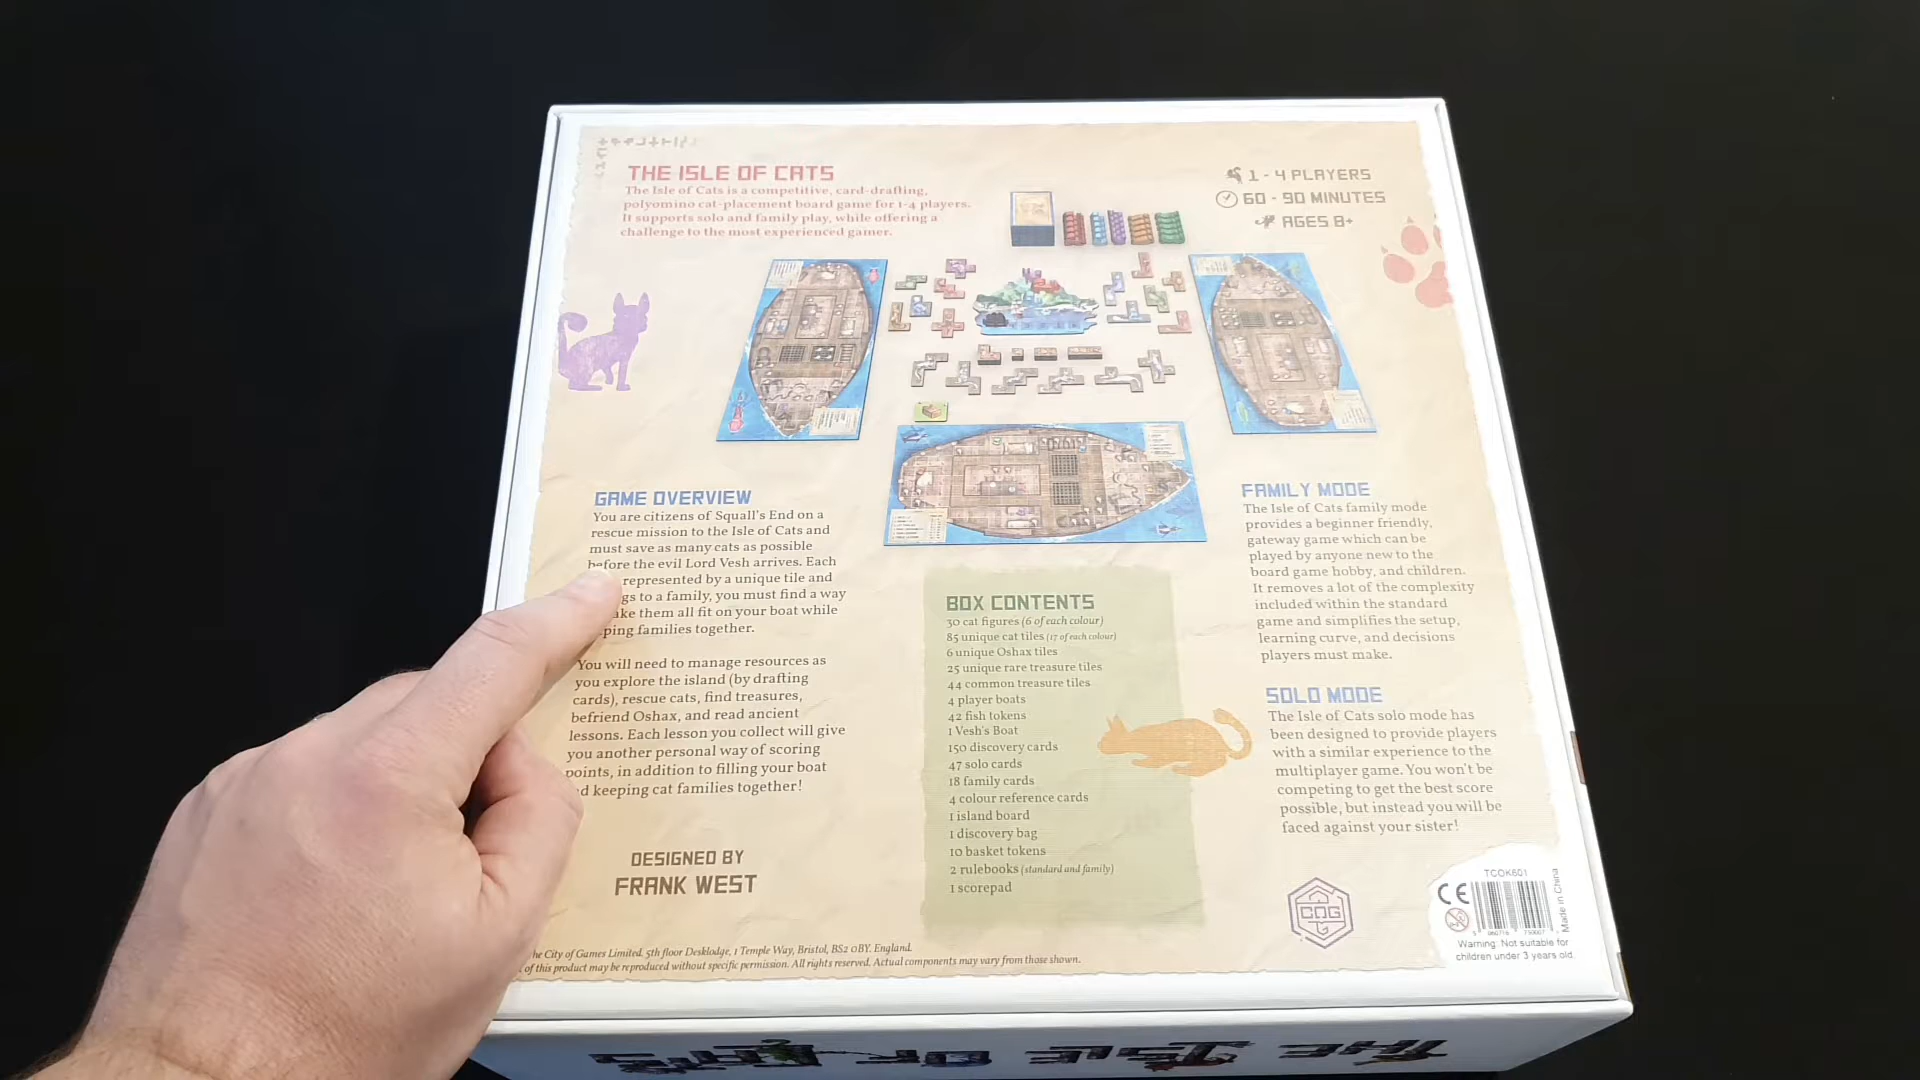 THE ISLE OF CATS
The Isle of Cats is a competitive, card-drafting,
polyomino cat-placement board game for 1-4 players.
It supports solo and family play, while offering a
challenge to the most experienced gamer.
1 - 4 PLAYERS
60 - 90 MINUTES
AGES 8+
GAME OVERVIEW
You are citizens of Squall's End on a
rescue mission to the Isle of Cats and
must save as many cats as possible
before the evil Lord Vesh arrives. Each
represented by a unique tile and
gs to a family, you must find a way
ke them all fit on your boat while
ping families together.
You will need to manage resources as
you explore the island (by drafting
cards), rescue cats, find treasures,
befriend Oshax, and read ancient
lessons. Each lesson you collect will give
you another personal way of scoring
points, in addition to filling your boat
d keeping cat families together!
DESIGNED BY
FRANK WEST
BOX CONTENTS
30 cat figures (6 of each colour)
85 unique cat tiles (17 of each colour)
6 unique Oshax tiles
25 unique rare treasure tiles
44 common treasure tiles
4 player boats
42 fish tokens
1 Vesh's Boat
150 discovery cards
47 solo cards
18 family cards
4 colour reference cards
1 island board
1 discovery bag
10 basket tokens
2 rulebooks (standard and family)
1 scorepad
FAMILY MODE
The Isle of Cats family mode
provides a beginner friendly,
gateway game which can be
played by anyone new to the
board game hobby, and children.
It removes a lot of the complexity
included within the standard
game and simplifies the setup,
learning curve, and decisions
players must make.
SOLO MODE
The Isle of Cats solo mode has
been designed to provide players
with a similar experience to the
multiplayer game. You won't be
competing to get the best score
possible, but instead you will be
faced against your sister!
COG
TCOK601
CE
Made in China
Warning: Not suitable for
children under 3 years old
he City of Games Limited. 5th floor Desklodge, 1 Temple Way, Bristol, BS2 0BY. England.
of this product may be reproduced without specific permission. All rights reserved. Actual components may vary from those shown.
THE ISLE OF CATS